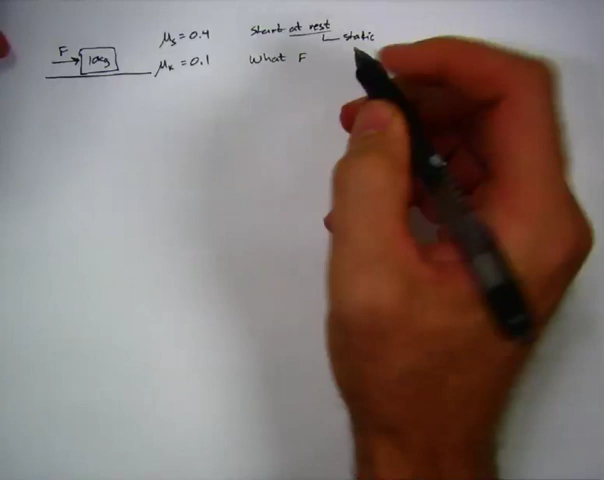 μs = 0.4
Start at rest
static
F
10kg
μk = 0.1
What F